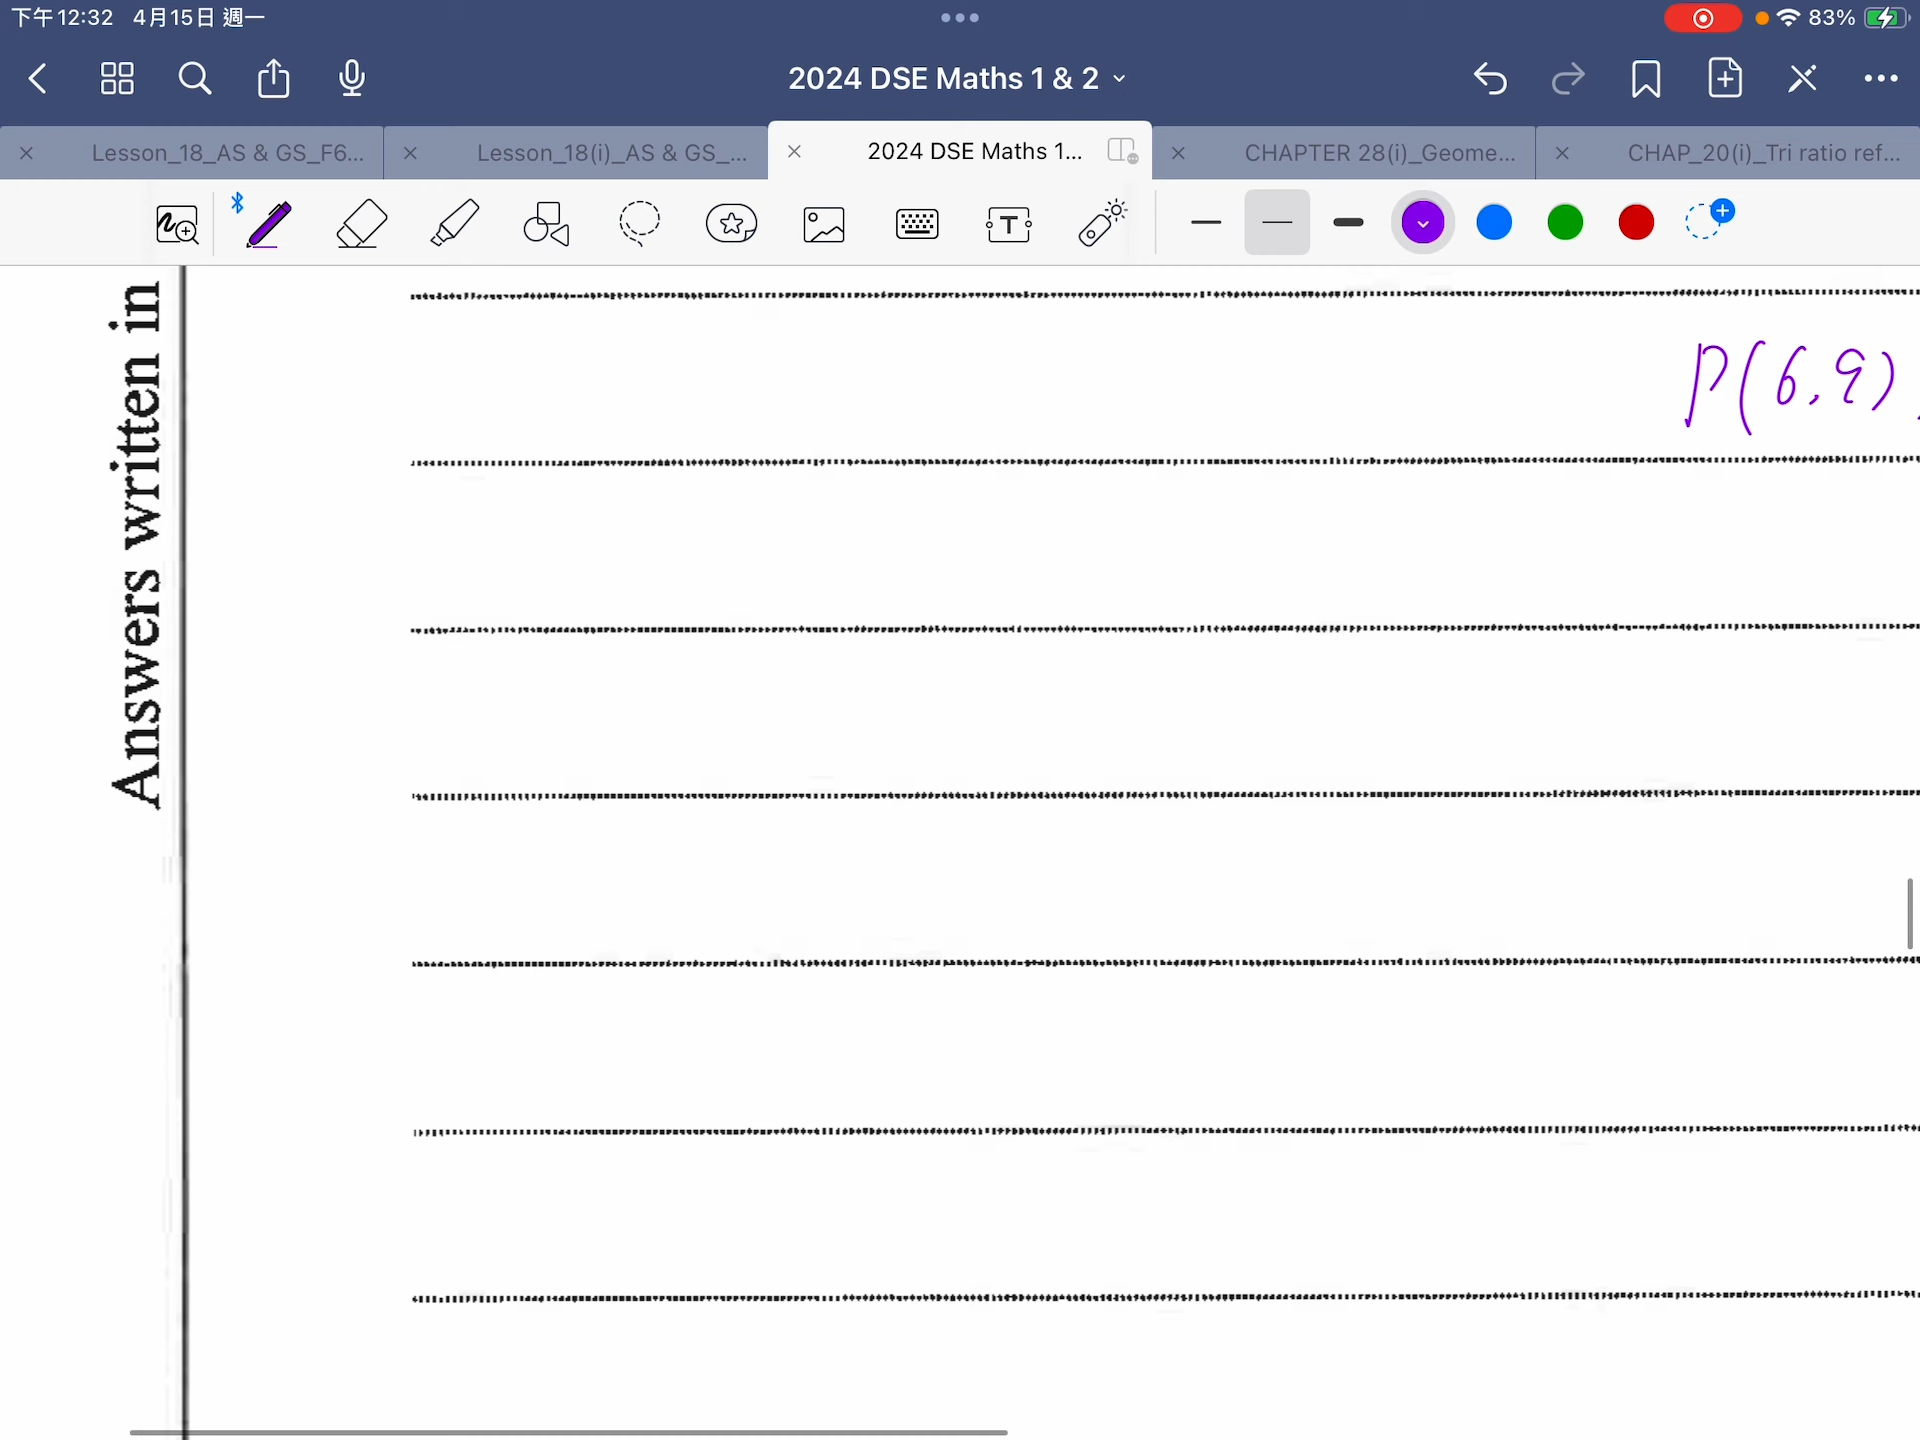 下午12:32 4月15日 週一
83%
2024 DSE Maths 1 & 2
Lesson_18_AS & GS_F6...
Lesson_18(i)_AS & GS_...
2024 DSE Maths 1...
CHAPTER 28(i)_Geome...
CHAP_20(i)_Tri ratio ref...
T
P(6,9)
Answers written in